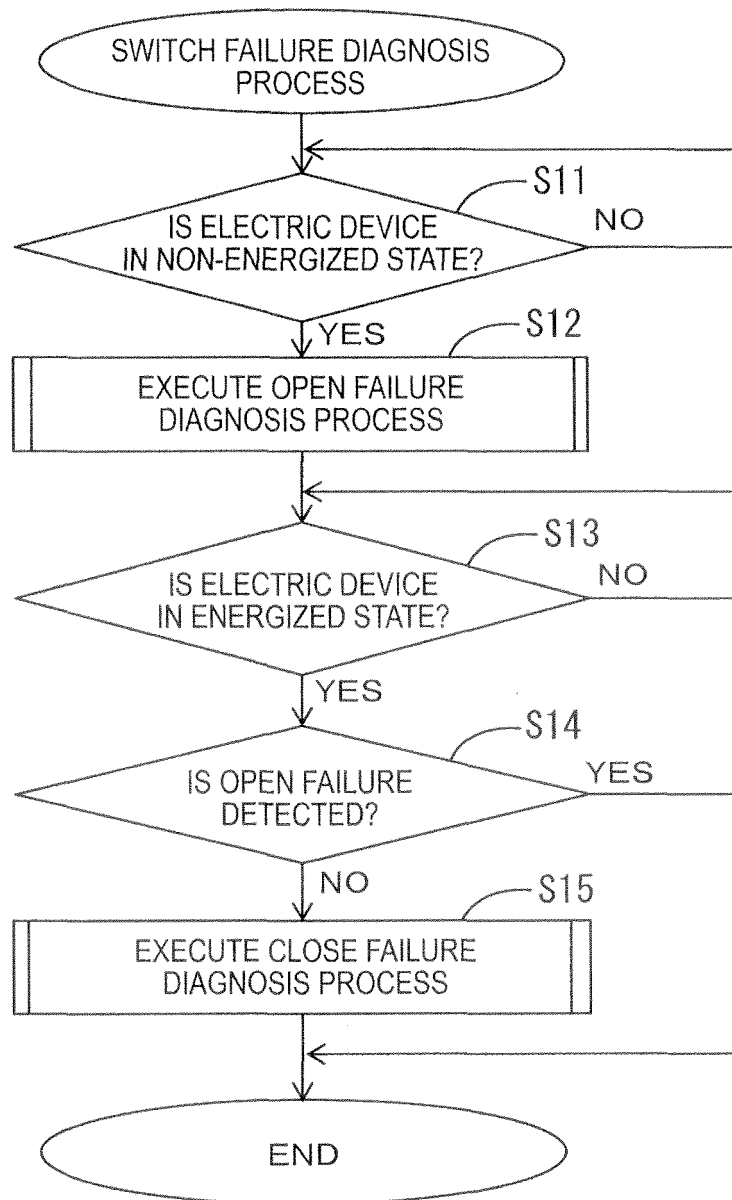 SWITCH FAILURE DIAGNOSIS
PROCESS
S11
IS ELECTRIC DEVICE
IN NON-ENERGIZED STATE?
NO
YES
S12
EXECUTE OPEN FAILURE
DIAGNOSIS PROCESS
S13
IS ELECTRIC DEVICE
IN ENERGIZED STATE?
NO
YES
S14
IS OPEN FAILURE
DETECTED?
YES
NO
S15
EXECUTE CLOSE FAILURE
DIAGNOSIS PROCESS
END